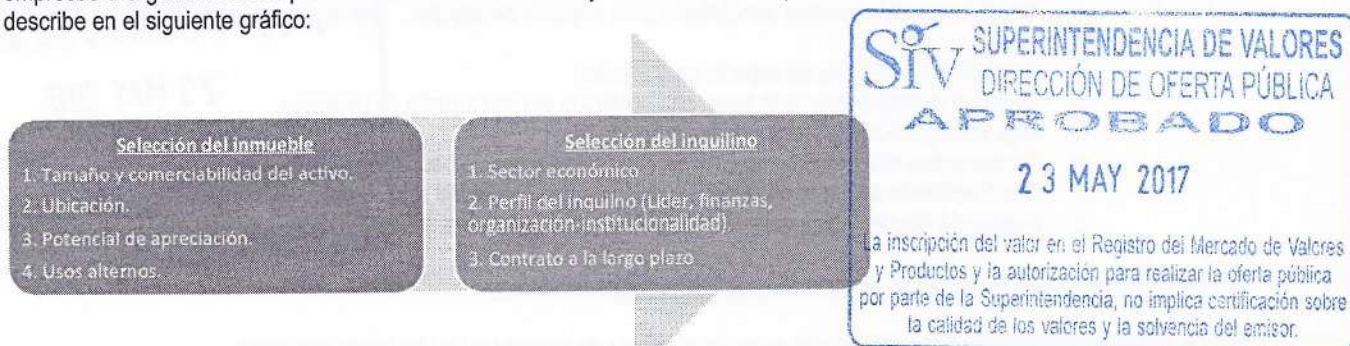 describe en el siguiente gráfico:
Selección del inmueble
1. Tamaño y comerciabilidad del activo.
2. Ubicación.
3. Potencial de apreciación.
4. Usos alternos.
Selección del inquilino
1. Sector económico
2. Perfil del inquilino (Lider, finanzas,
organización-institucionalidad).
3. Contrato a la largo plazo
SIV SUPERINTENDENCIA DE VALORES
DIRECCIÓN DE OFERTA PÚBLICA
APROBADO
23 MAY 2017
La inscripción del valor en el Registro del Mercado de Valores
y Productos y la autorización para realizar la oferta pública
por parte de la Superintendencia, no implica certificación sobre
la calidad de los valores y la solvencia del emisor.